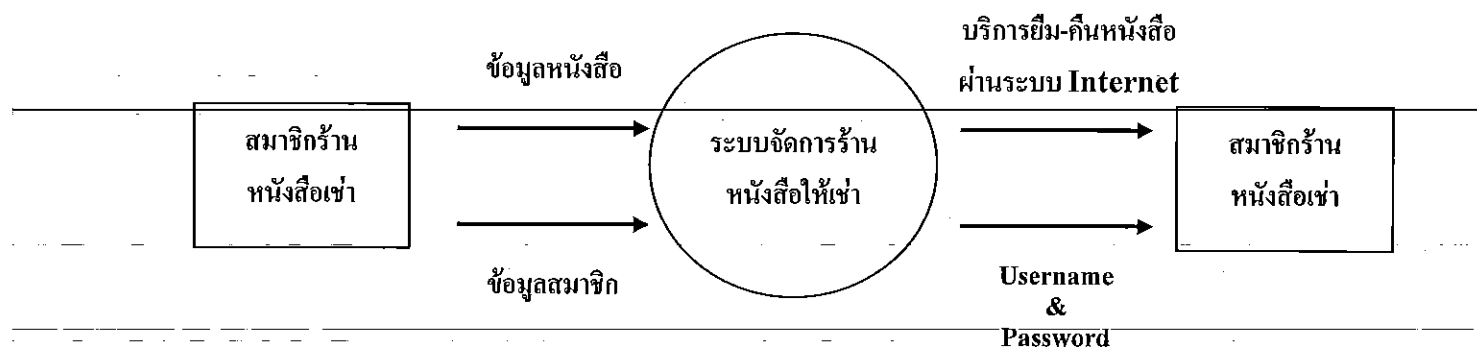 บริการยืม-คืนหนังสือ
ผ่านระบบ Internet
ข้อมูลหนังสือ
สมาชิกร้าน
หนังสือเช่า
ระบบจัดการร้าน
หนังสือให้เช่า
สมาชิกร้าน
หนังสือเช่า
ข้อมูลสมาชิก
Username
&
Password